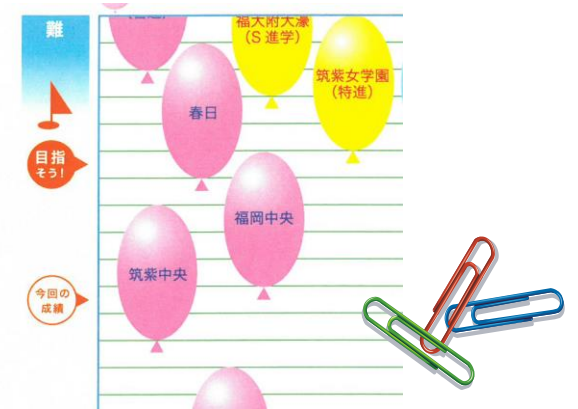 難
福大附大濠
（S 進学）
筑紫女学園
（特進）
春日
目指
そう！
福岡中央
筑紫中央
今回の
成績